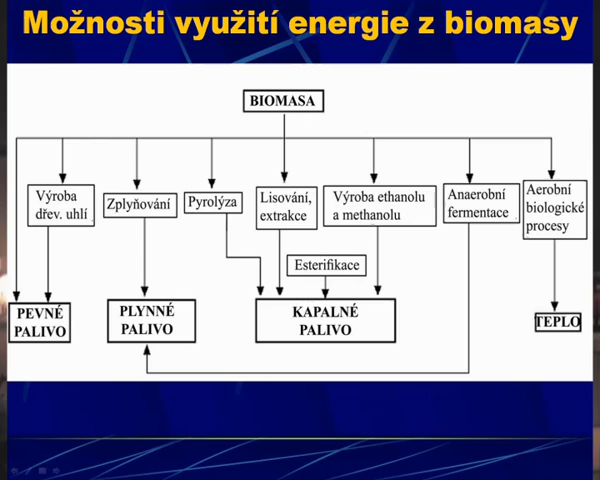 Možnosti využití energie z biomasy
BIOMASA
Výroba
dřev. uhlí
Zplyňování
Pyrolýza
Lisování,
extrakce
Výroba ethanolu
a methanolu
Anaerobní
fermentace
Aerobní
biologické
procesy
Esterifikace
PEVNÉ
PALIVO
PLYNNÉ
PALIVO
KAPALNÉ
PALIVO
TEPLO